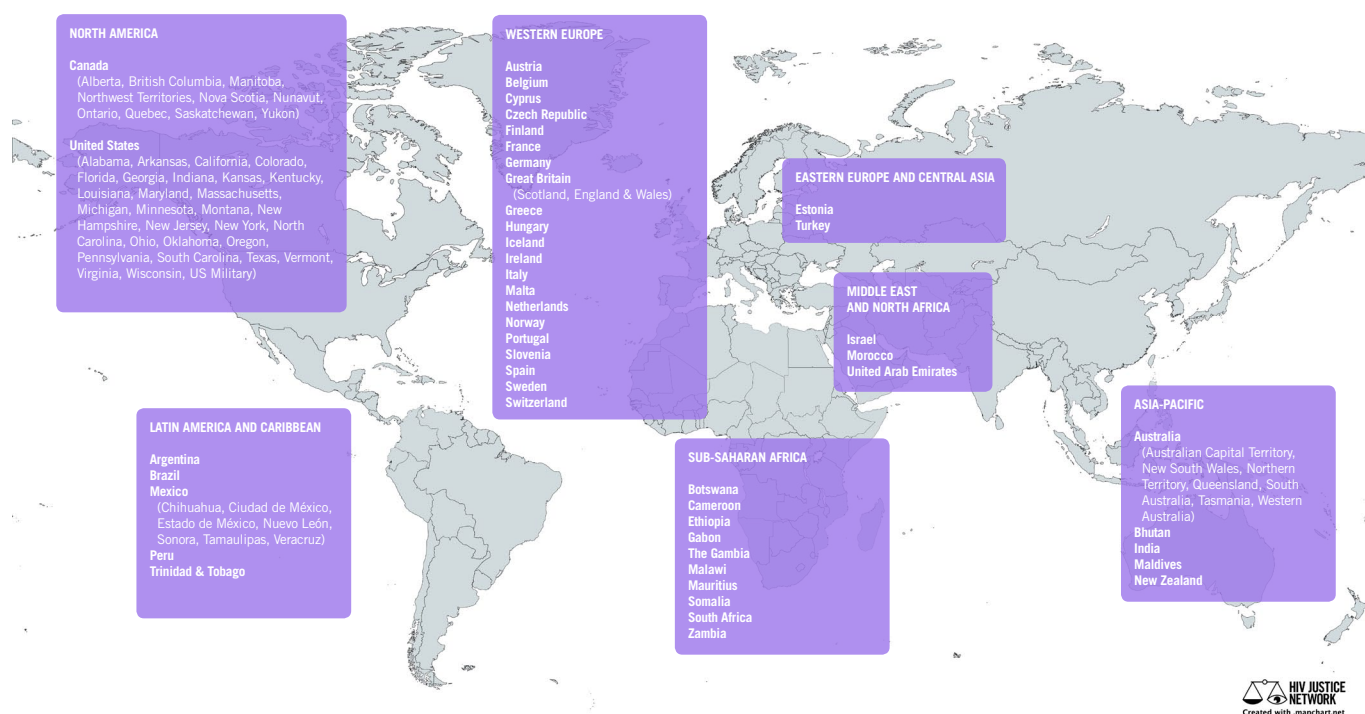 NORTH AMERICA
Canada
(Alberta, British Columbia, Manitoba,
Northwest Territories, Nova Scotia, Nunavut,
Ontario, Quebec, Saskatchewan, Yukon)
United States
(Alabama, Arkansas, California, Colorado,
Florida, Georgia, Indiana, Kansas, Kentucky,
Louisiana, Maryland, Massachusetts,
Michigan, Minnesota, Montana, New
Hampshire, New Jersey, New York, North
Carolina, Ohio, Oklahoma, Oregon,
Pennsylvania, South Carolina, Texas, Vermont,
Virginia, Wisconsin, US Military)
WESTERN EUROPE
Austria
Belgium
Cyprus
Czech Republic
Finland
France
Germany
Great Britain
(Scotland, England & Wales)
Greece
Hungary
Iceland
Ireland
Italy
Malta
Netherlands
Norway
Portugal
Slovenia
Spain
Sweden
Switzerland
EASTERN EUROPE AND CENTRAL ASIA
Estonia
Turkey
MIDDLE EAST
AND NORTH AFRICA
Israel
Morocco
United Arab Emirates
LATIN AMERICA AND CARIBBEAN
Argentina
Brazil
Mexico
(Chihuahua, Ciudad de México,
Estado de México, Nuevo León,
Sonora, Tamaulipas, Veracruz)
Peru
Trinidad & Tobago
SUB-SAHARAN AFRICA
Botswana
Cameroon
Ethiopia
Gabon
The Gambia
Malawi
Mauritius
Somalia
South Africa
Zambia
ASIA-PACIFIC
Australia
(Australian Capital Territory,
New South Wales, Northern
Territory, Queensland, South
Australia, Tasmania, Western
Australia)
Bhutan
India
Maldives
New Zealand
HIV JUSTICE
NETWORK
Created with mapchart.net